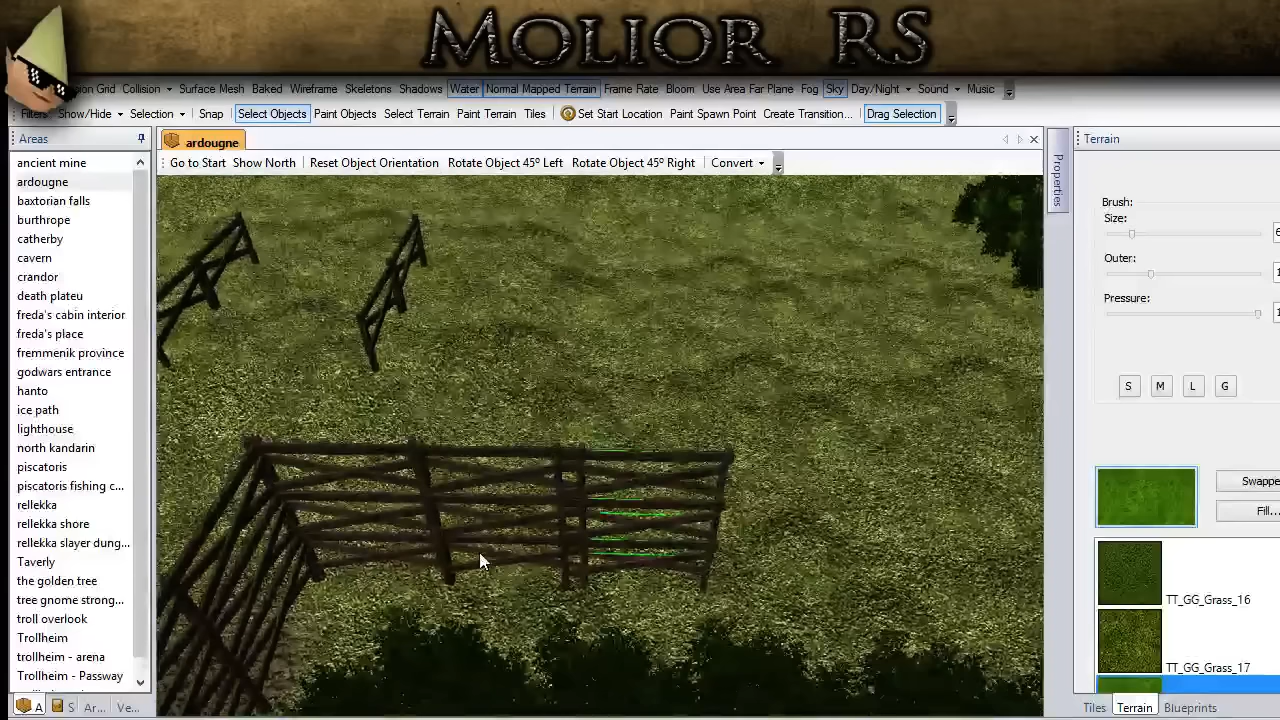 MOLIOR RS
Collision Grid Collision Surface Mesh Baked Wireframe Skeletons Shadows Water Normal Mapped Terrain Frame Rate Bloom Use Area Far Plane Fog Sky Day/Night Sound Music
Filters Show/Hide Selection Snap Select Objects Paint Objects Select Terrain Paint Terrain Tiles Set Start Location Paint Spawn Point Create Transition... Drag Selection
Areas
ardougne
Properties
Terrain
Go to Start Show North Reset Object Orientation Rotate Object 45º Left Rotate Object 45º Right Convert
ancient mine
ardougne
baxtorian falls
burthrope
catherby
cavern
crandor
death plateu
freda's cabin interior
freda's place
fremmenik province
godwars entrance
hanto
ice path
lighthouse
north kandarin
piscatoris
piscatoris fishing c...
rellekka
rellekka shore
rellekka slayer dung...
Taverly
the golden tree
tree gnome strong...
troll overlook
Trollheim
trollheim - arena
Trollheim - Passway
A S Ar... Ve...
Brush:
Size:
Outer:
Pressure:
S M L G
Swappe
Fill...
TT_GG_Grass_16
TT_GG_Grass_17
Tiles Terrain Blueprints